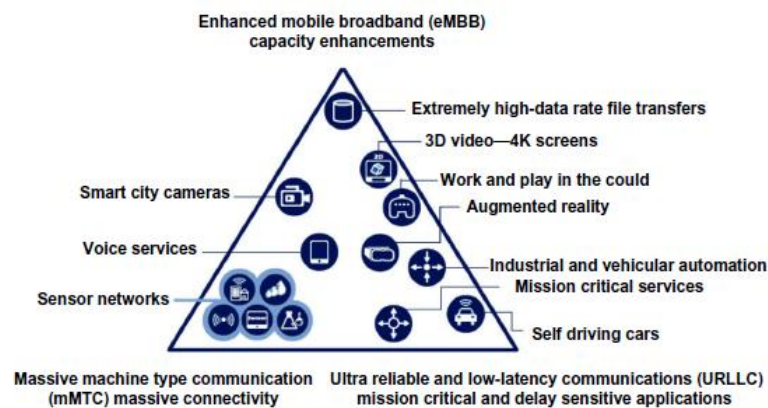 Enhanced mobile broadband (eMBB)
capacity enhancements
Extremely high-data rate file transfers
3D video—4K screens
Work and play in the could
Smart city cameras
Augmented reality
Voice services
Industrial and vehicular automation
Sensor networks
Mission critical services
Self driving cars
Massive machine type communication
(mMTC) massive connectivity
Ultra reliable and low-latency communications (URLLC)
mission critical and delay sensitive applications